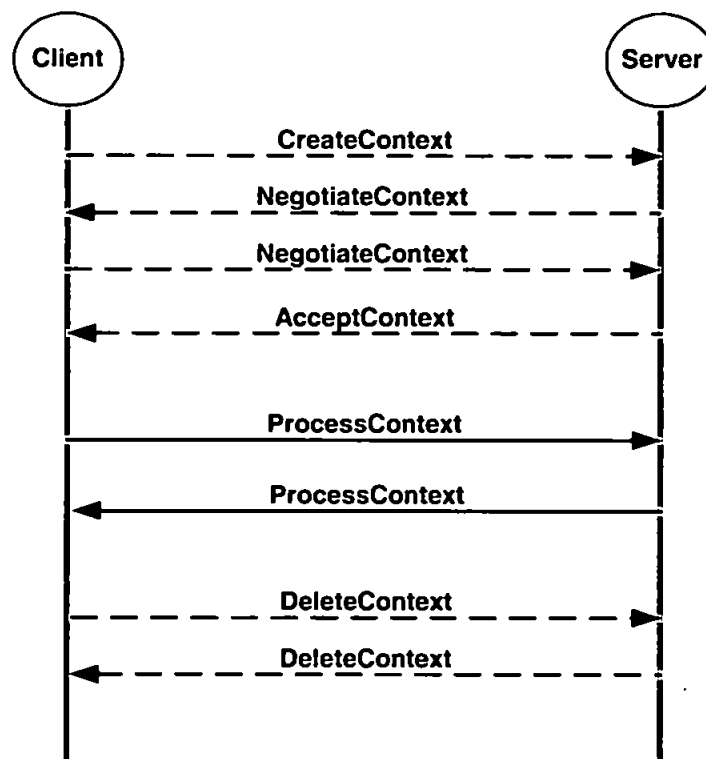 Client
Server
CreateContext
NegotiateContext
NegotiateContext
AcceptContext
ProcessContext
ProcessContext
DeleteContext
DeleteContext